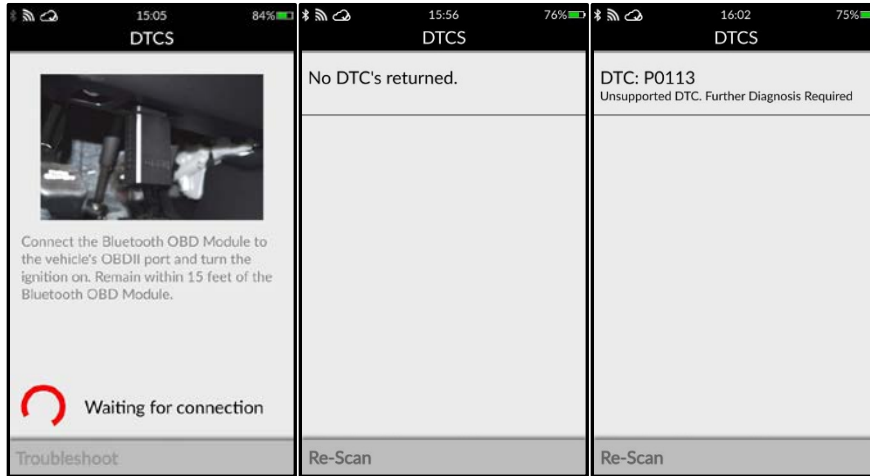 15:05
84%
DTCS
Connect the Bluetooth OBD Module to
the vehicle's OBDII port and turn the
ignition on. Remain within 15 feet of the
Bluetooth OBD Module.
Waiting for connection
Troubleshoot
15:56
76%
DTCS
No DTC's returned.
Re-Scan
16:02
75%
DTCS
DTC: P0113
Unsupported DTC. Further Diagnosis Required
Re-Scan